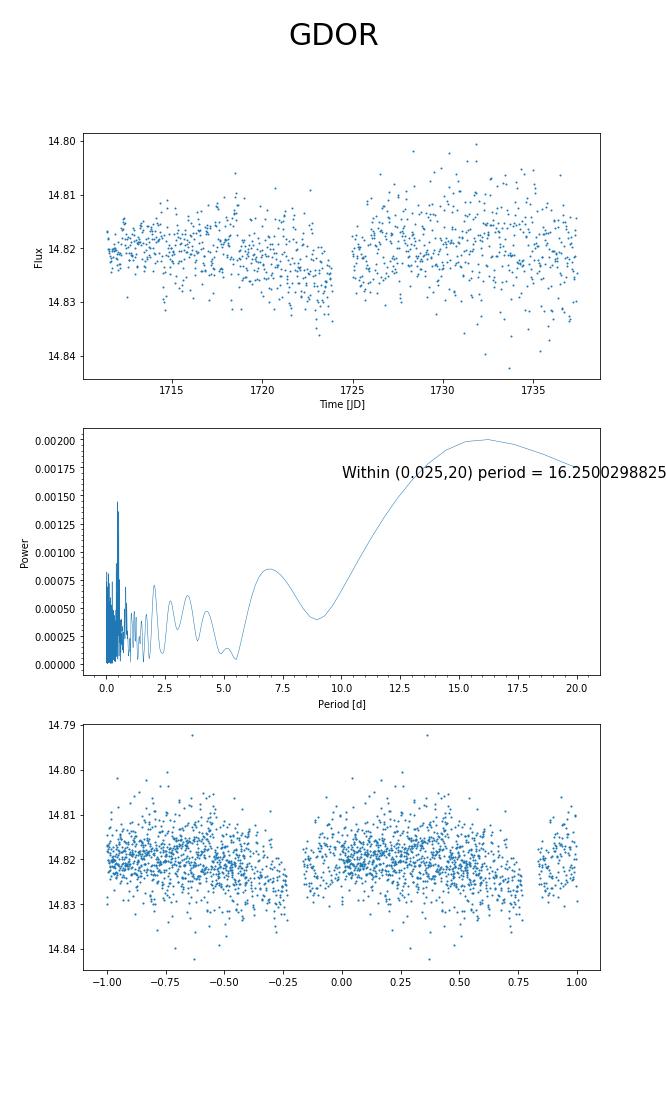 GDOR
14.80
14.81
14.82
14.83
14.84
Flux
1715 1720 1725 1730 1735
Time [JD]
0.00200
0.00175
0.00150
0.00125
0.00100
0.00075
0.00050
0.00025
0.00000
Power
Within (0.025,20) period = 16.2500298825
0.0 2.5 5.0 7.5 10.0 12.5 15.0 17.5 20.0
Period [d]
14.79
14.80
14.81
14.82
14.83
14.84
−1.00 −0.75 −0.50 −0.25 0.00 0.25 0.50 0.75 1.00